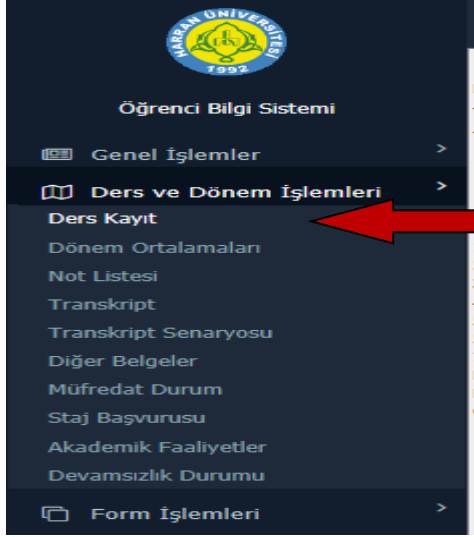 HARRAN ÜNİVERSİTESİ
1992
Öğrenci Bilgi Sistemi
Genel İşlemler
Ders ve Dönem İşlemleri
Ders Kayıt
Dönem Ortalamaları
Not Listesi
Transkript
Transkript Senaryosu
Diğer Belgeler
Müfredat Durum
Staj Başvurusu
Akademik Faaliyetler
Devamsızlık Durumu
Form İşlemleri